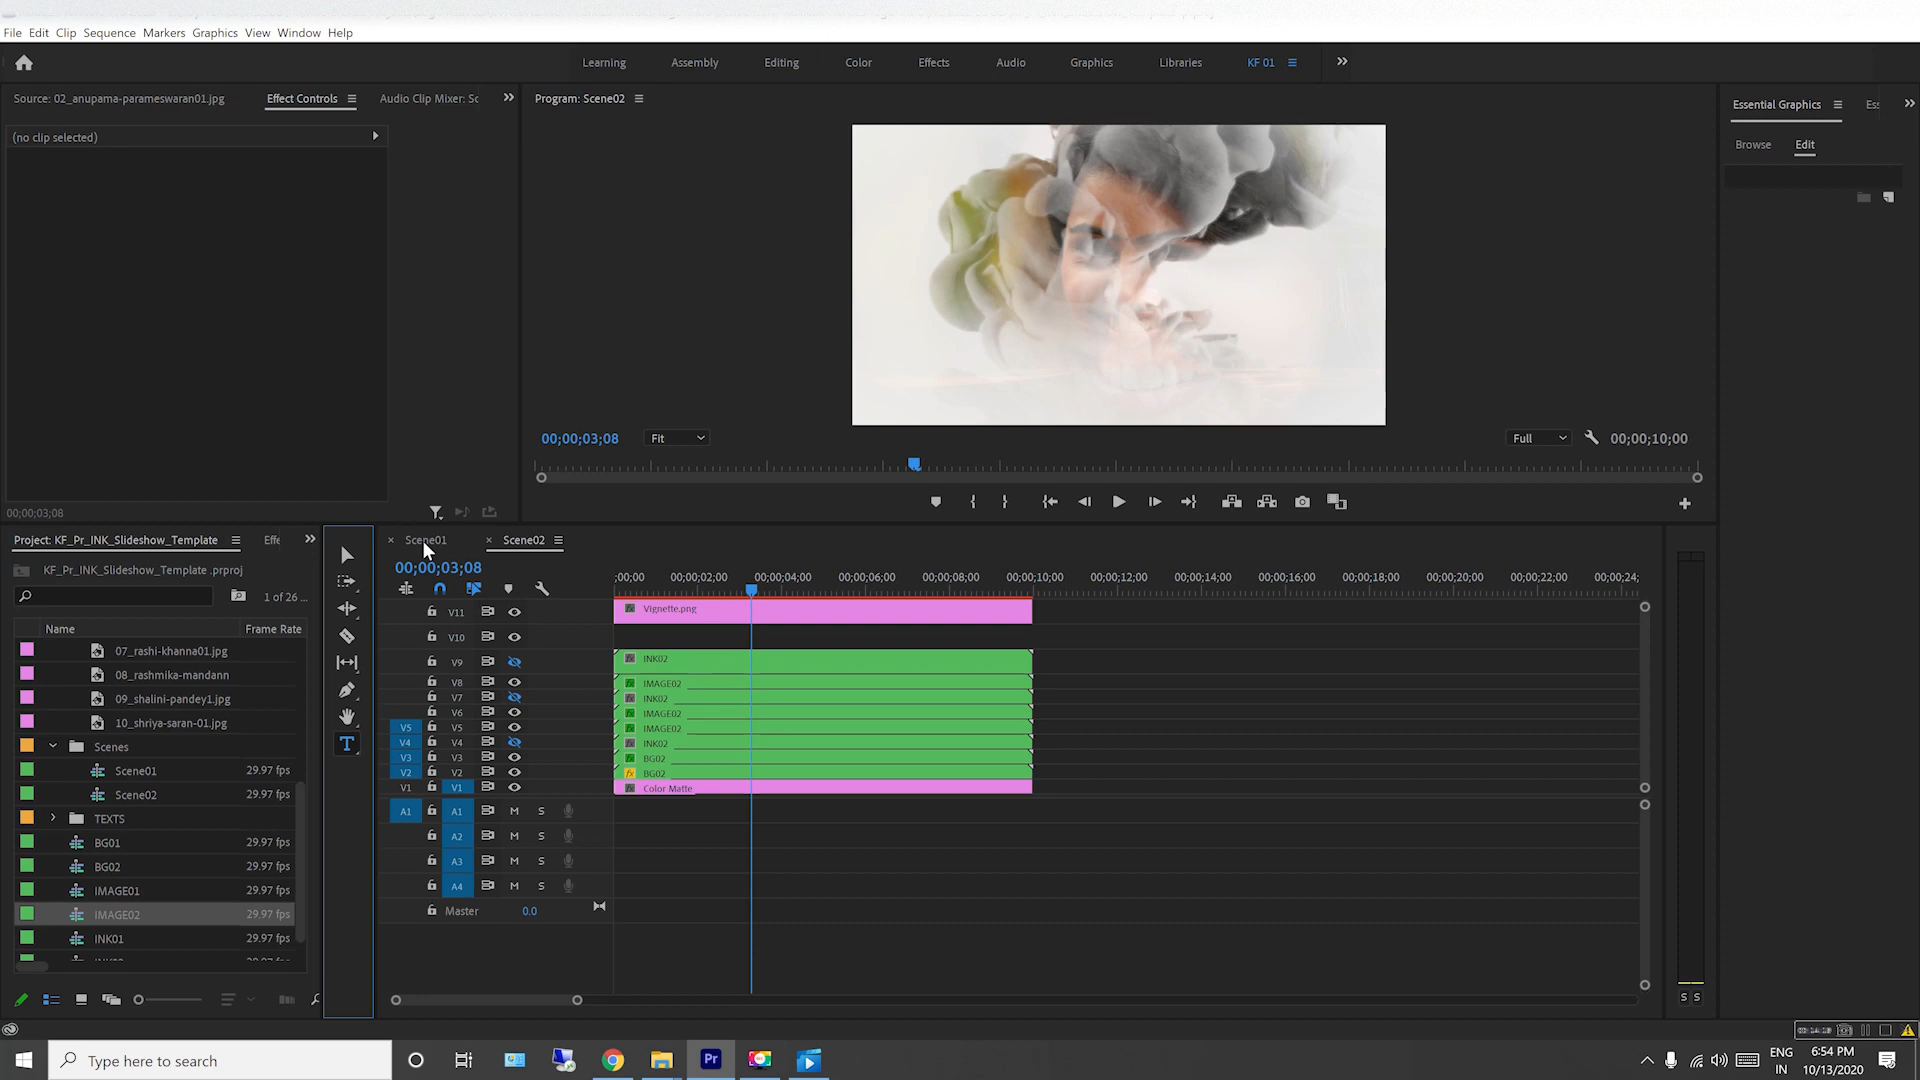 File Edit Clip Sequence Markers Graphics View Window Help
Learning Assembly Editing Color Effects Audio Graphics Libraries KF 01
Source: 02_anupama-parameswaran01.jpg Effect Controls Audio Clip Mixer: Sc
Program: Scene02
Essential Graphics Es
(no clip selected)
Browse Edit
00;00;03;08 Fit Full 00;00;10;00
00;00;03;08
Project: KF_Pr_INK_Slideshow_Template Effe
Scene01 Scene02
KF_Pr_INK_Slideshow_Template .prproj
00;00;03;08
1 of 26 ...
;00;00 00;00;02;00 00;00;04;00 00;00;06;00 00;00;08;00 00;00;10;00 00;00;12;00 00;00;14;00 00;00;16;00 00;00;18;00 00;00;20;00 00;00;22;00 00;00;24;
Name Frame Rate
07_rashi-khanna01.jpg
08_rashmika-mandann
09_shalini-pandey1.jpg
10_shriya-saran-01.jpg
Scenes
Scene01 29.97 fps
Scene02 29.97 fps
TEXTS
BG01 29.97 fps
BG02 29.97 fps
IMAGE01 29.97 fps
IMAGE02 29.97 fps
INK01 29.97 fps
V11 Vignette.png
V10
V9 INK02
V8 IMAGE02
V7 INK02
V6 IMAGE02
V5 V5 IMAGE02
V4 V4 INK02
V3 V3 BG02
V2 V2 BG02
V1 V1 Color Matte
A1 A1 M S
A2 M S
A3 M S
A4 M S
Master 0.0
S S
Type here to search
Pr
ENG
IN
6:54 PM
10/13/2020